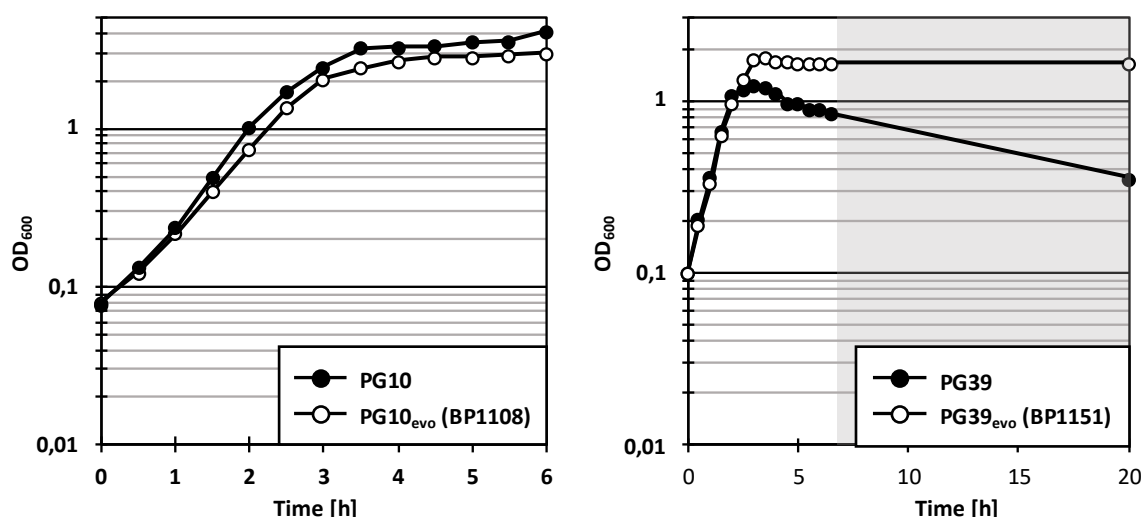 OD600
1
0,1
0,01
0 1 2 3 4 5 6
Time [h]
PG10
PG10evo (BP1108)
OD600
1
0,1
0,01
0 5 10 15 20
Time [h]
PG39
PG39evo (BP1151)